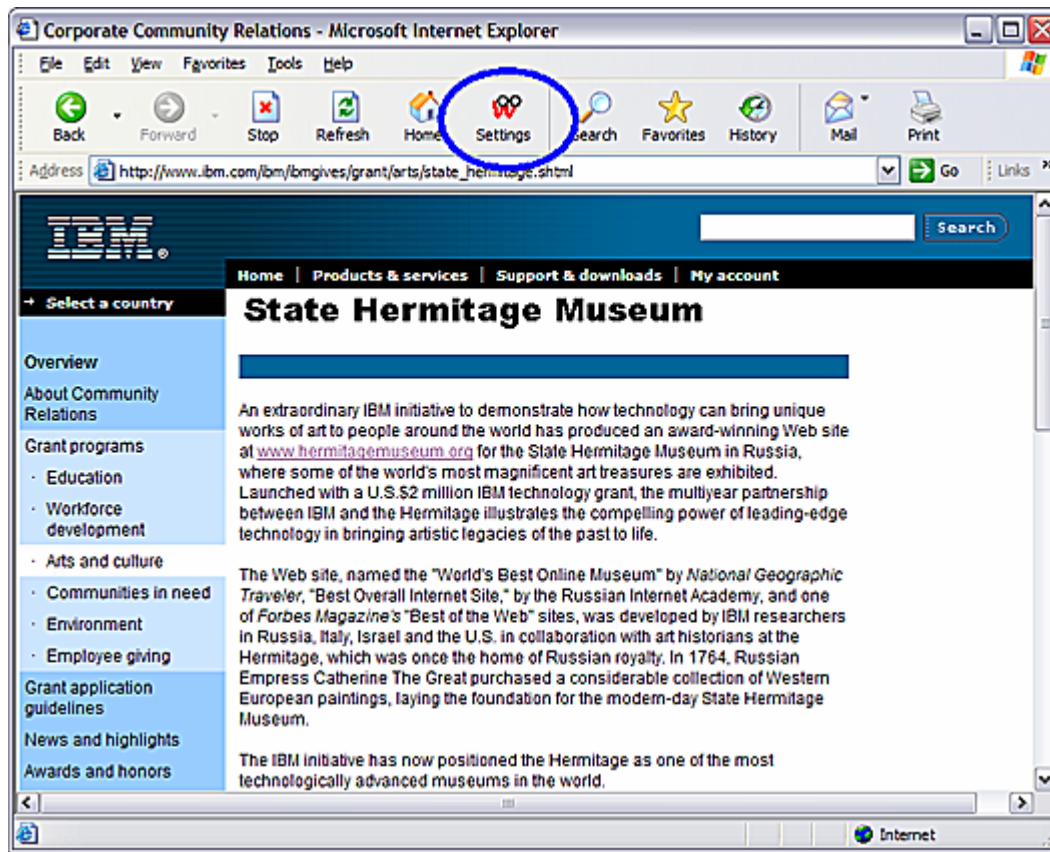 Corporate Community Relations - Microsoft Internet Explorer
File Edit View Favorites Tools Help
Back Forward Stop Refresh Home Settings Search Favorites History Mail Print
Address http://www.ibm.com/ibm/ibmgives/grant/arts/state_hermitage.shtml Go Links »
IBM®
Search
Home | Products & services | Support & downloads | My account
→ Select a country
State Hermitage Museum
Overview
About Community
Relations
Grant programs
· Education
· Workforce
development
· Arts and culture
· Communities in need
· Environment
· Employee giving
Grant application
guidelines
News and highlights
Awards and honors
An extraordinary IBM initiative to demonstrate how technology can bring unique
works of art to people around the world has produced an award-winning Web site
at www.hermitagemuseum.org for the State Hermitage Museum in Russia,
where some of the world's most magnificent art treasures are exhibited.
Launched with a U.S.$2 million IBM technology grant, the multiyear partnership
between IBM and the Hermitage illustrates the compelling power of leading-edge
technology in bringing artistic legacies of the past to life.
The Web site, named the "World's Best Online Museum" by National Geographic
Traveler, "Best Overall Internet Site," by the Russian Internet Academy, and one
of Forbes Magazine's "Best of the Web" sites, was developed by IBM researchers
in Russia, Italy, Israel and the U.S. in collaboration with art historians at the
Hermitage, which was once the home of Russian royalty. In 1764, Russian
Empress Catherine The Great purchased a considerable collection of Western
European paintings, laying the foundation for the modern-day State Hermitage
Museum.
The IBM initiative has now positioned the Hermitage as one of the most
technologically advanced museums in the world.
Internet